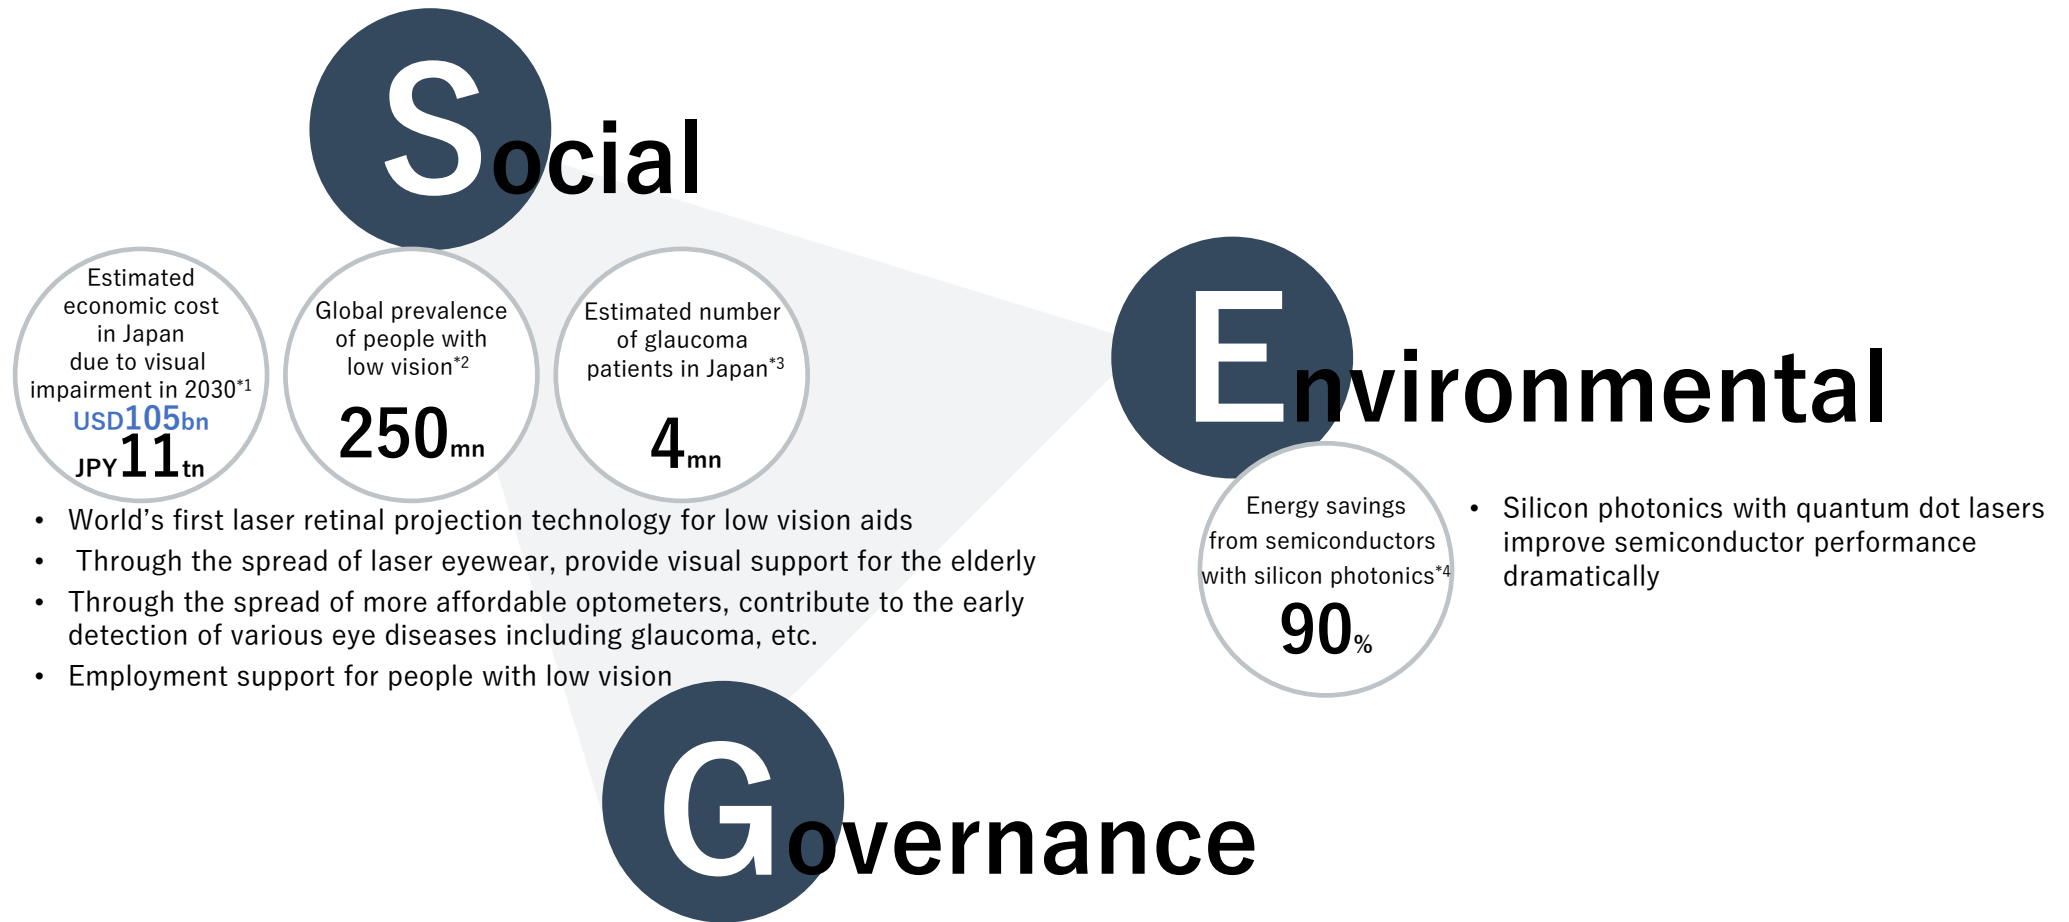 Social
Estimated
economic cost
in Japan
due to visual
impairment in 2030*1
USD105bn
JPY11tn
Global prevalence
of people with
low vision*2
250mn
Estimated number
of glaucoma
patients in Japan*3
4mn
• World’s first laser retinal projection technology for low vision aids
• Through the spread of laser eyewear, provide visual support for the elderly
• Through the spread of more affordable optometers, contribute to the early
detection of various eye diseases including glaucoma, etc.
• Employment support for people with low vision
Environmental
Energy savings
from semiconductors
with silicon photonics*4
90%
• Silicon photonics with quantum dot lasers
improve semiconductor performance
dramatically
Governance